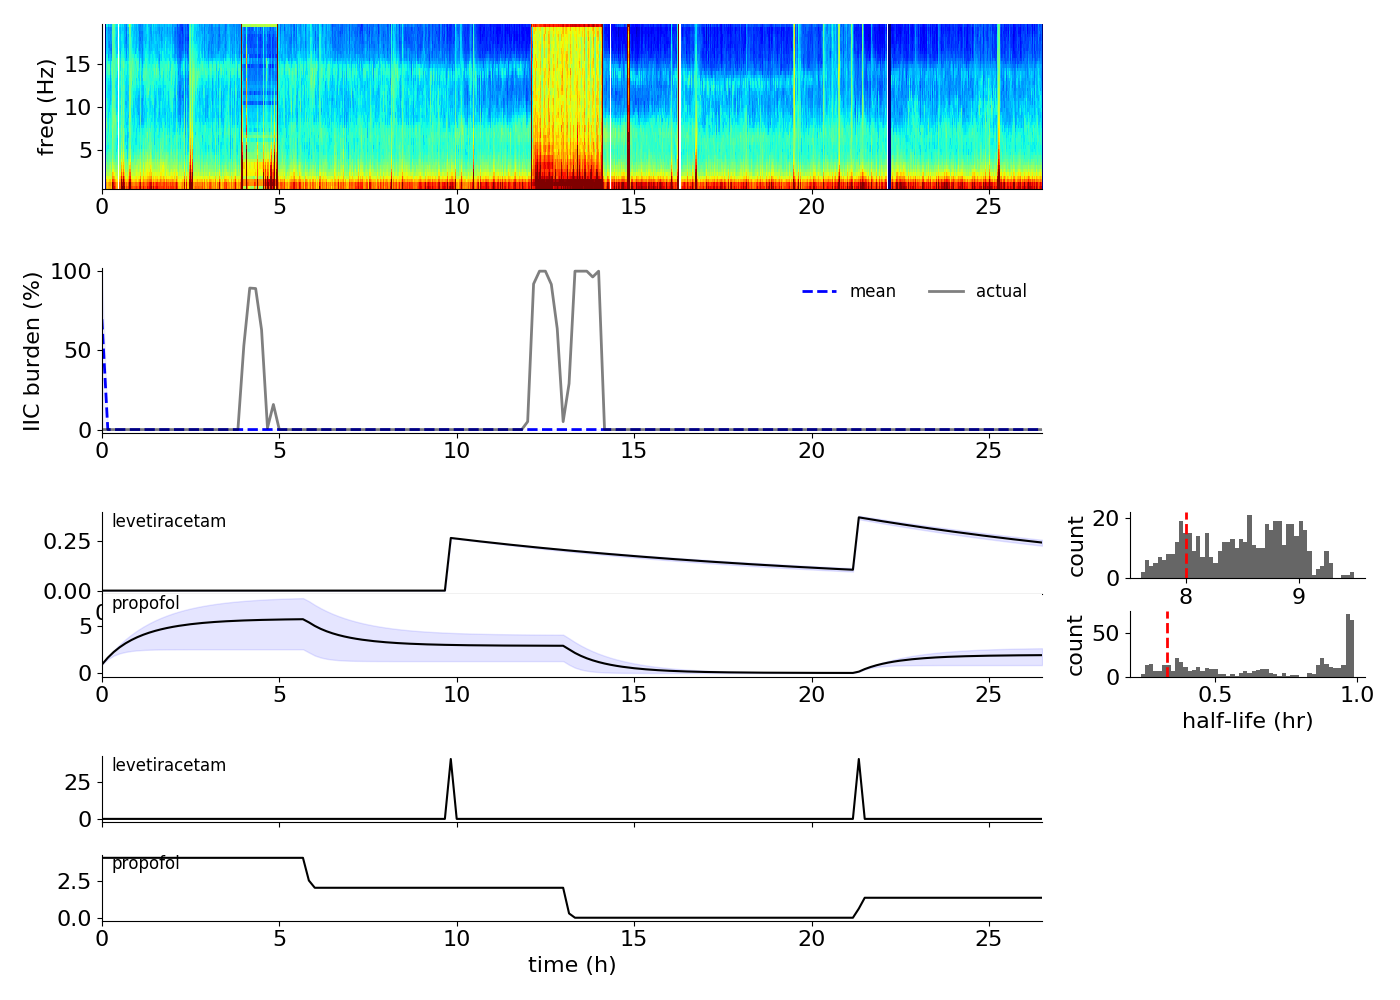 freq (Hz)
15
10
5
0 5 10 15 20 25
IIC burden (%)
100
50
0
mean actual
0 5 10 15 20 25
levetiracetam
0.25
0.00
0
propofol
5
0
0 5 10 15 20 25
count
20
0
8 9
count
50
0
0.5 1.0
half-life (hr)
levetiracetam
25
0
propofol
2.5
0.0
0 5 10 15 20 25
time (h)